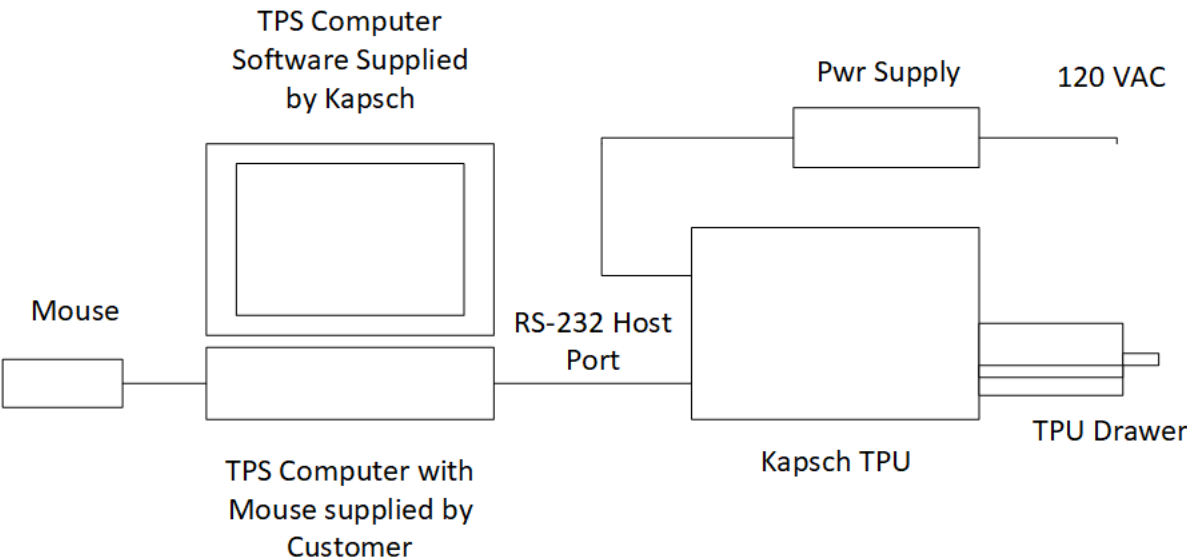 TPS Computer
Software Supplied
by Kapsch
Pwr Supply
120 VAC
Mouse
RS-232 Host
Port
TPU Drawer
Kapsch TPU
TPS Computer with
Mouse supplied by
Customer